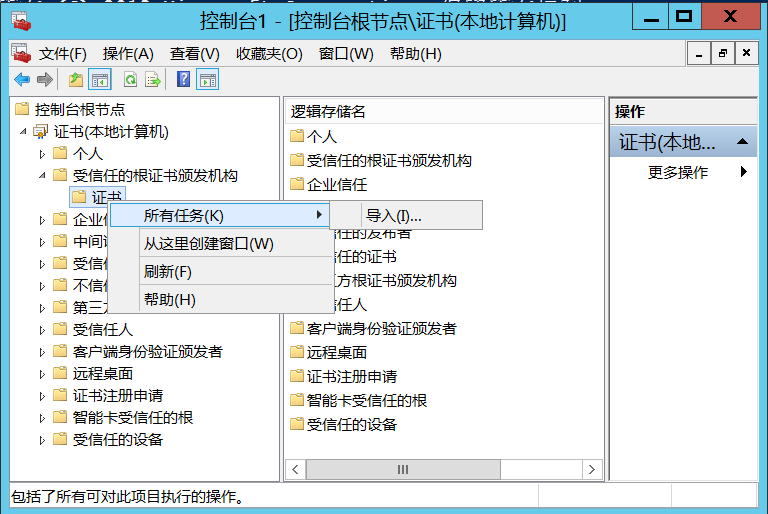 控制台1 - [控制台根节点\证书(本地计算机)]
文件(F) 操作(A) 查看(V) 收藏夹(O) 窗口(W) 帮助(H)
控制台根节点
证书(本地计算机)
个人
受信任的根证书颁发机构
证书
企业信
中间
受信
不信
第三
受信任人
客户端身份验证颁发者
远程桌面
证书注册申请
智能卡受信任的根
受信任的设备
所有任务(K)
从这里创建窗口(W)
刷新(F)
帮助(H)
导入(I)...
逻辑存储名
个人
受信任的根证书颁发机构
企业信任
任的发布者
任的证书
方根证书颁发机构
任人
客户端身份验证颁发者
远程桌面
证书注册申请
智能卡受信任的根
受信任的设备
操作
证书(本地...
更多操作
包括了所有可对此项目执行的操作。